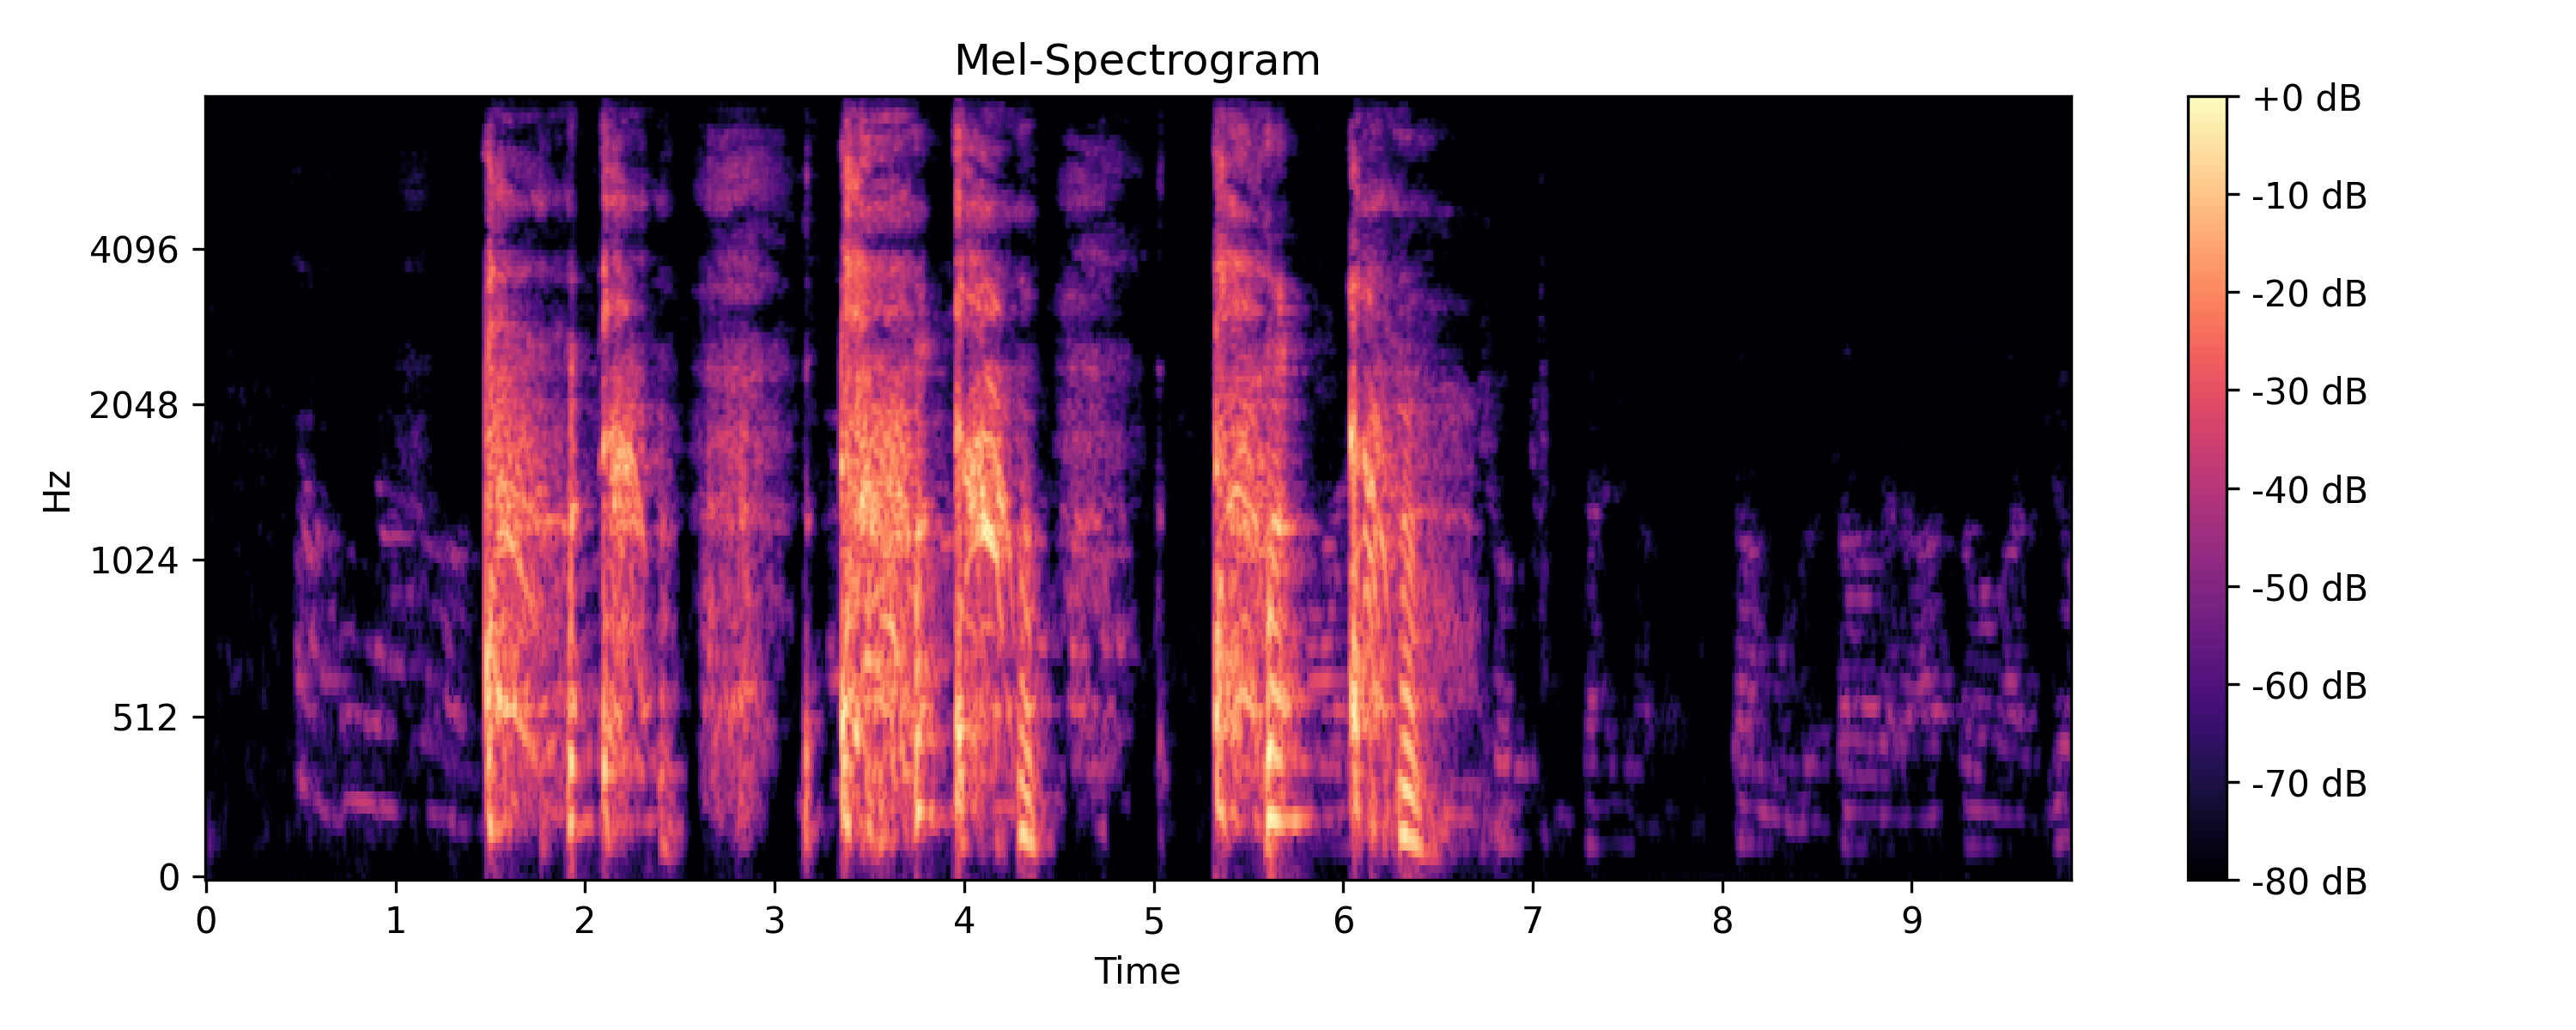 Mel-Spectrogram
+0 dB
-10 dB
-20 dB
-30 dB
-40 dB
-50 dB
-60 dB
-70 dB
-80 dB
Hz
4096
2048
1024
512
0
0 1 2 3 4 5 6 7 8 9
Time